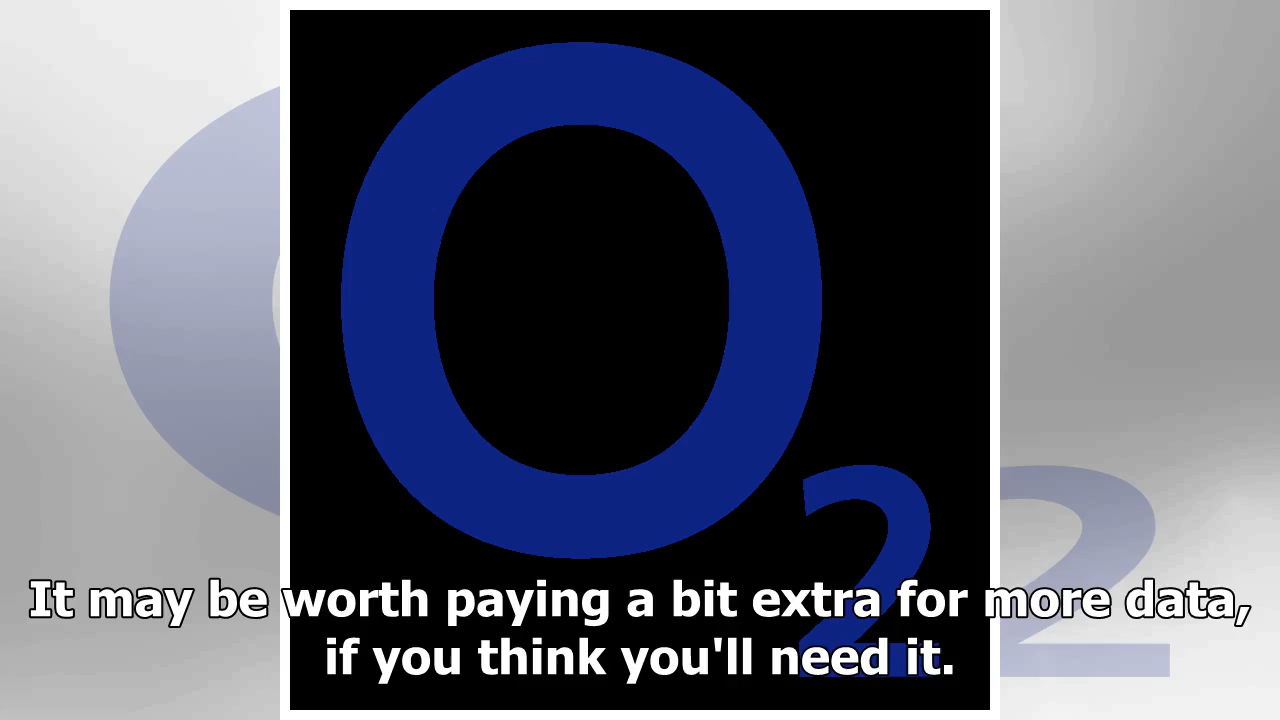 O2
It may be worth paying a bit extra for more data,
if you think you'll need it.